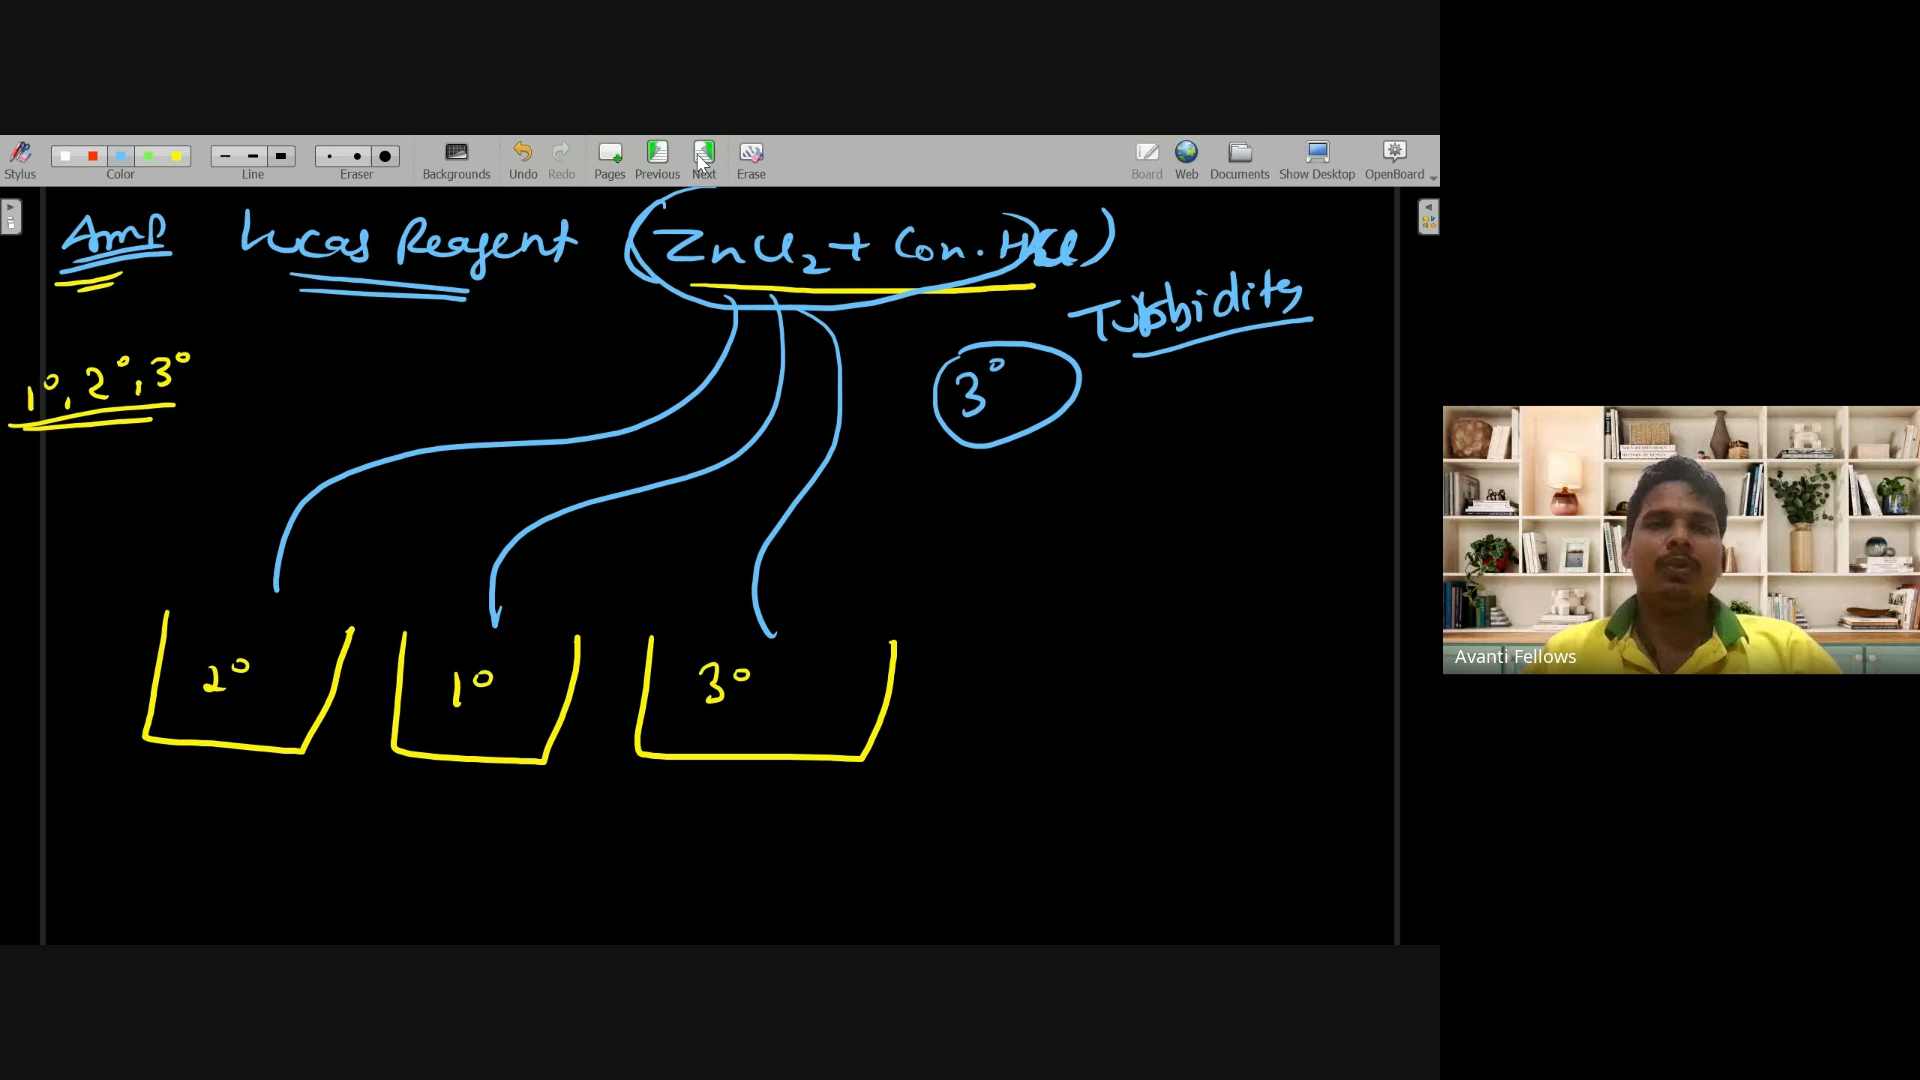 Stylus Color Line Eraser Backgrounds Undo Redo Pages Previous Next Erase Board Web Documents Show Desktop OpenBoard
Amp Lucas Reagent (ZnCl2 + Con. HCl)
Turbidity
1°, 2°, 3°
3°
2° 1° 3°
Avanti Fellows